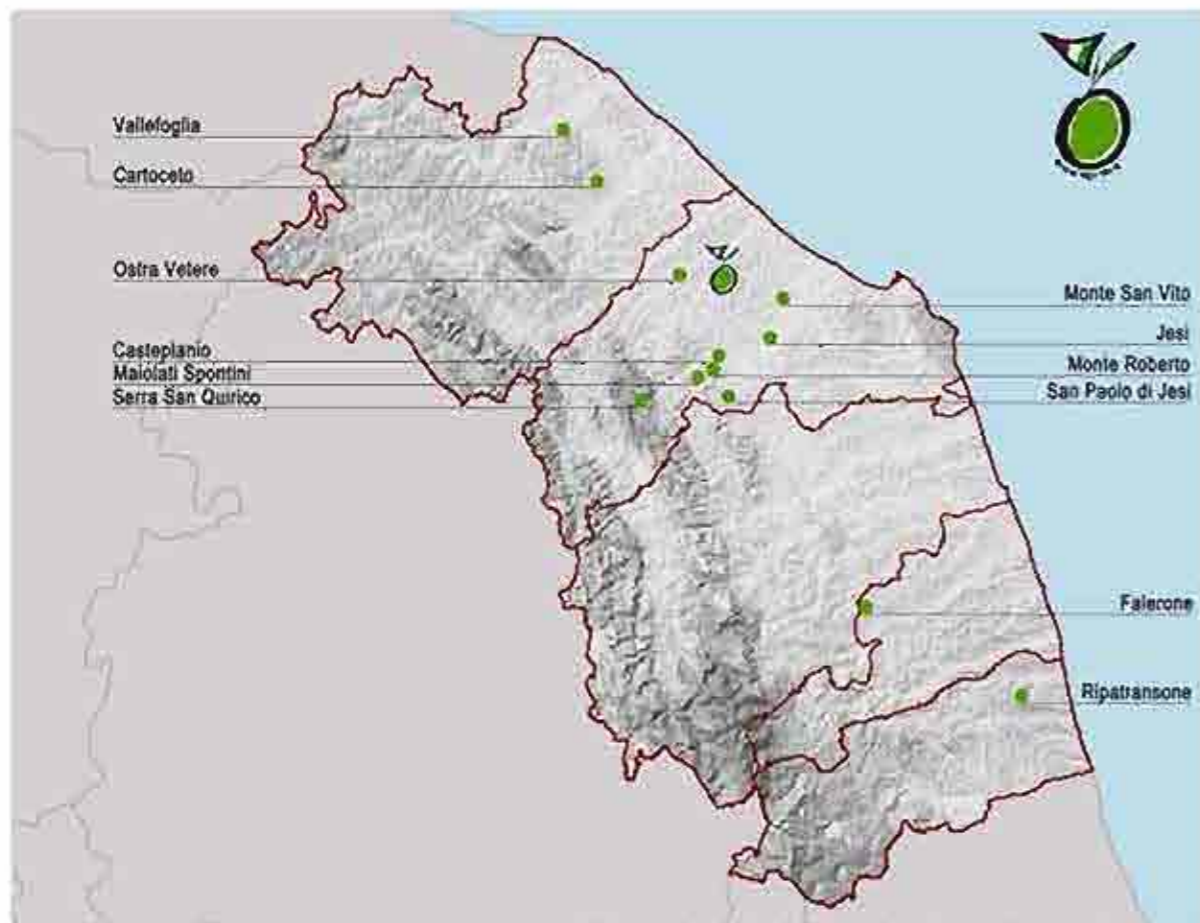 Vallefoglia
Cartoceto
Ostra Vetere
Casteplanio
Maiolati Spontini
Serra San Quirico
Monte San Vito
Jesi
Monte Roberto
San Paolo di Jesi
Falerone
Ripatransone